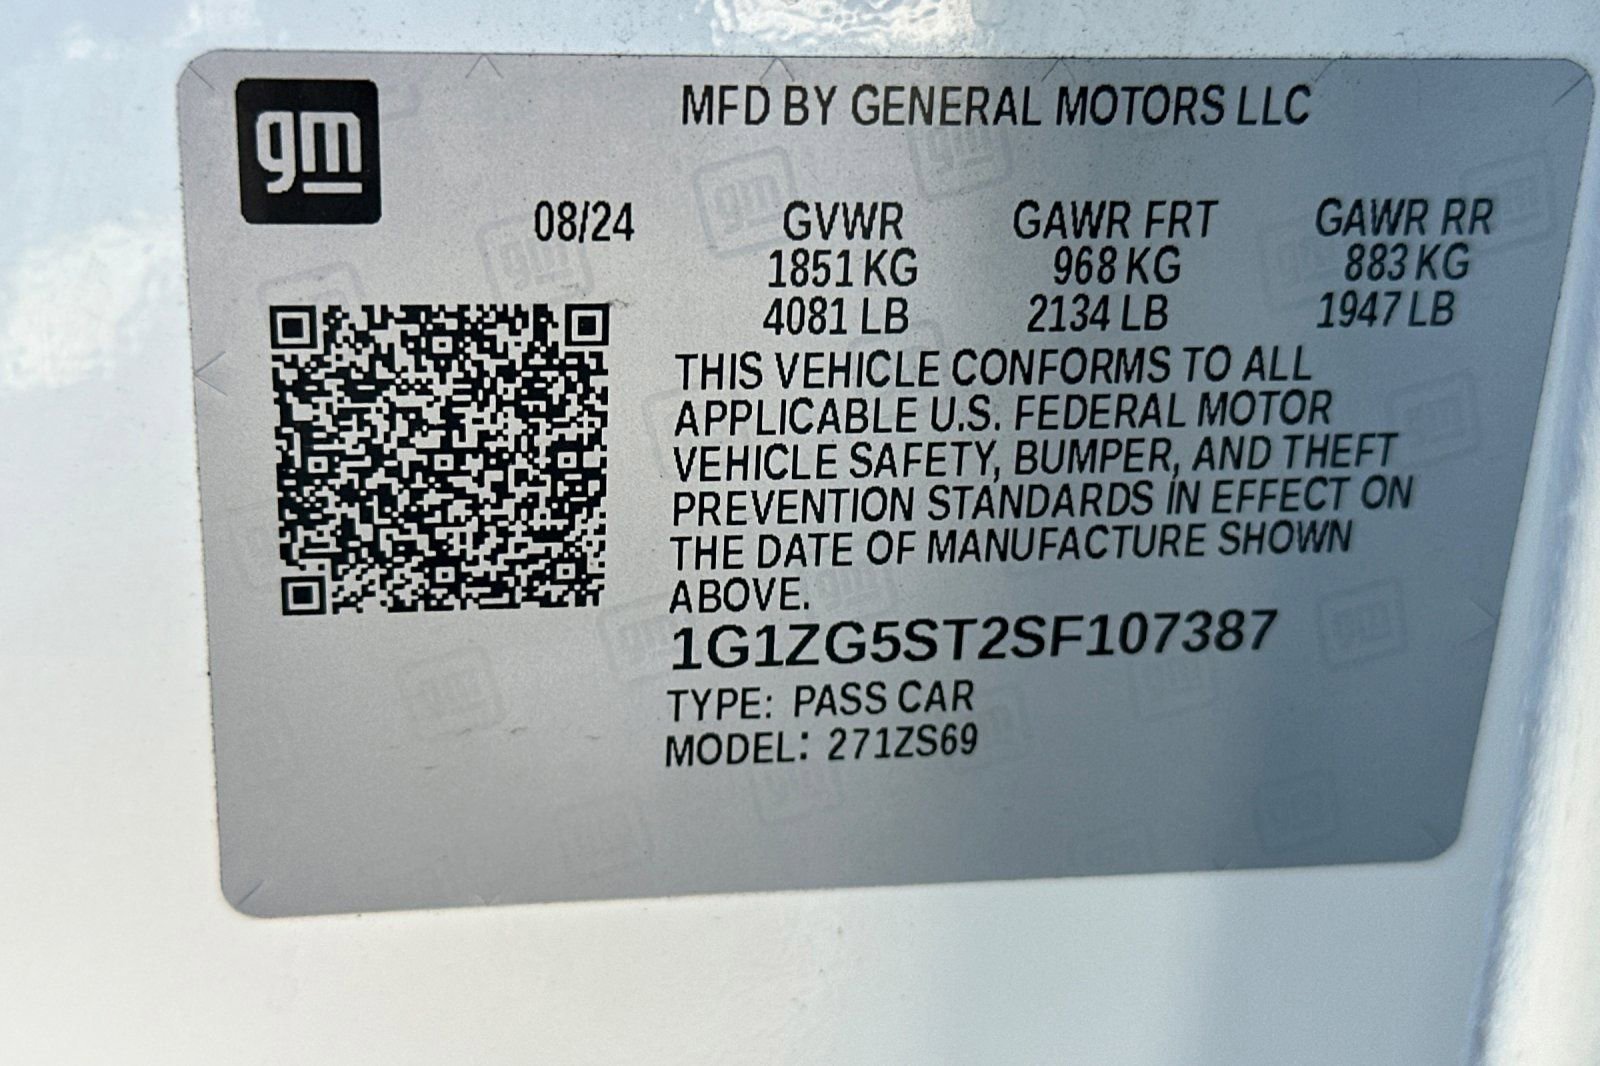 gm
MFD BY GENERAL MOTORS LLC
08/24 GVWR GAWR FRT GAWR RR
1851 KG 968 KG 883 KG
4081 LB 2134 LB 1947 LB
THIS VEHICLE CONFORMS TO ALL
APPLICABLE U.S. FEDERAL MOTOR
VEHICLE SAFETY, BUMPER, AND THEFT
PREVENTION STANDARDS IN EFFECT ON
THE DATE OF MANUFACTURE SHOWN
ABOVE.
1G1ZG5ST2SF107387
TYPE: PASS CAR
MODEL: 271ZS69